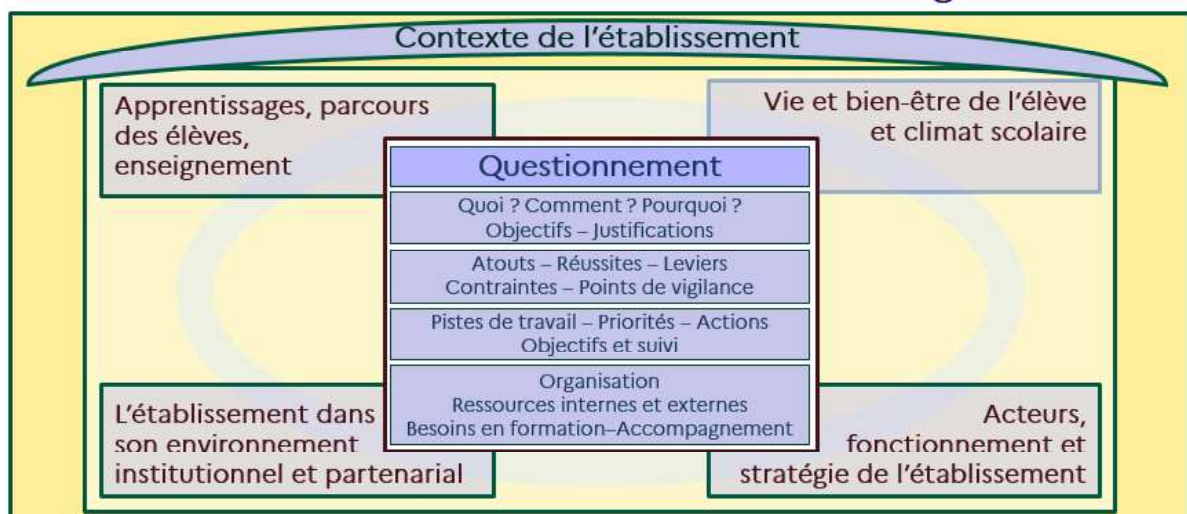 Contexte de l'établissement
Apprentissages, parcours
des élèves,
enseignement
Vie et bien-être de l'élève
et climat scolaire
Questionnement
Quoi ? Comment ? Pourquoi ?
Objectifs – Justifications
Atouts – Réussites – Leviers
Contraintes – Points de vigilance
Pistes de travail – Priorités – Actions
Objectifs et suivi
Organisation
Ressources internes et externes
Besoins en formation–Accompagnement
L'établissement dans
son environnement
institutionnel et partenarial
Acteurs,
fonctionnement et
stratégie de l'établissement